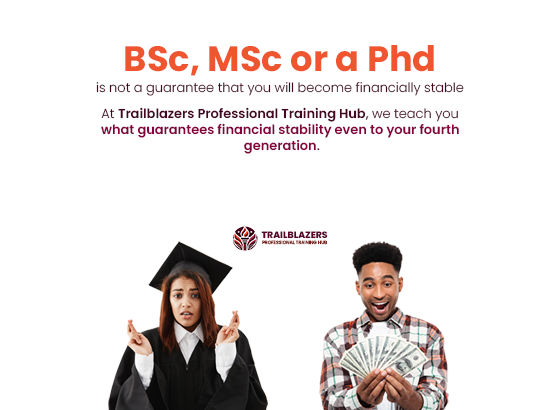 BSc, MSc or a Phd
is not a guarantee that you will become financially stable
At Trailblazers Professional Training Hub, we teach you
what guarantees financial stability even to your fourth
generation.
TRAILBLAZERS
PROFESSIONAL TRAINING HUB